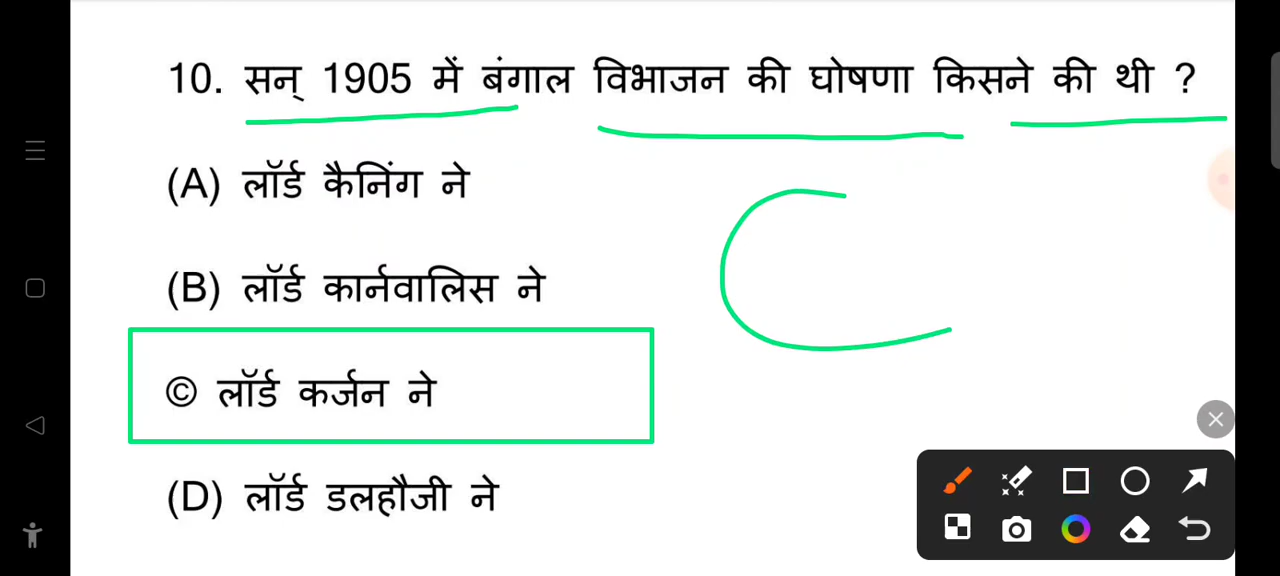 10. सन् 1905 में बंगाल विभाजन की घोषणा किसने की थी ?
(A) लॉर्ड कैनिंग ने
(B) लॉर्ड कार्नवालिस ने
© लॉर्ड कर्जन ने
(D) लॉर्ड डलहौजी ने